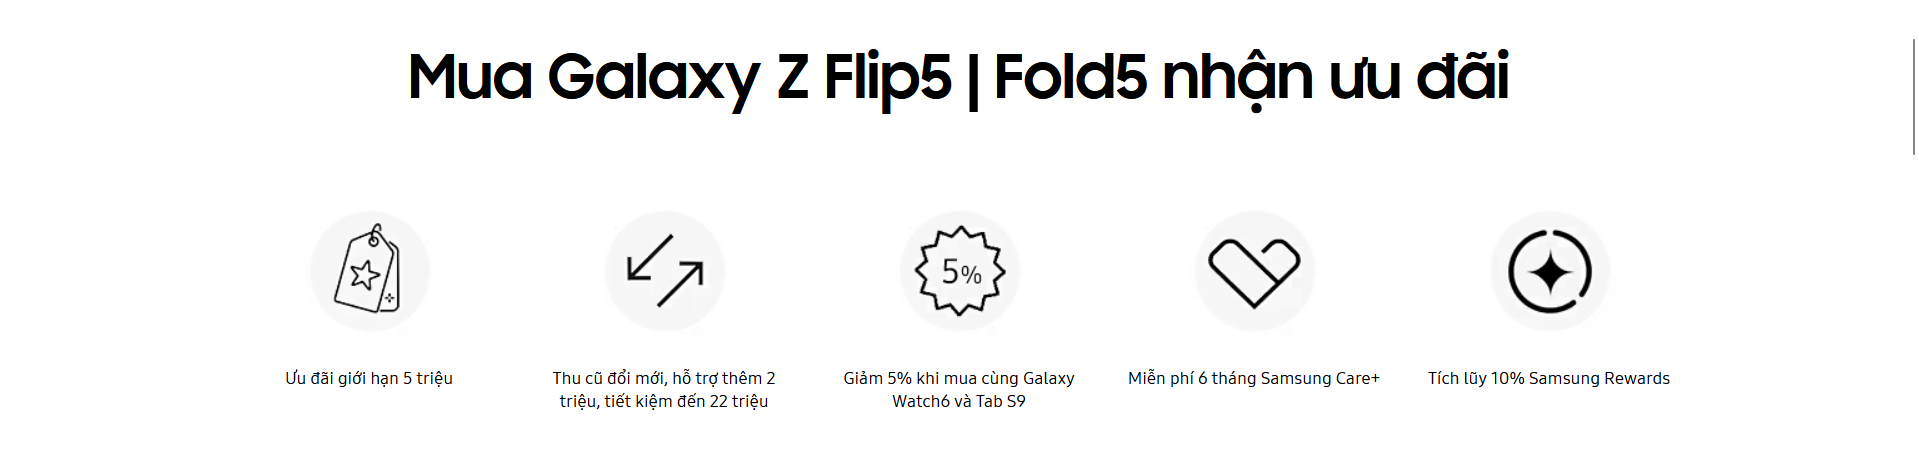 Mua Galaxy Z Flip5 | Fold5 nhận ưu đãi
5%
Ưu đãi giới hạn 5 triệu
Thu cũ đổi mới, hỗ trợ thêm 2
triệu, tiết kiệm đến 22 triệu
Giảm 5% khi mua cùng Galaxy
Watch6 và Tab S9
Miễn phí 6 tháng Samsung Care+
Tích lũy 10% Samsung Rewards